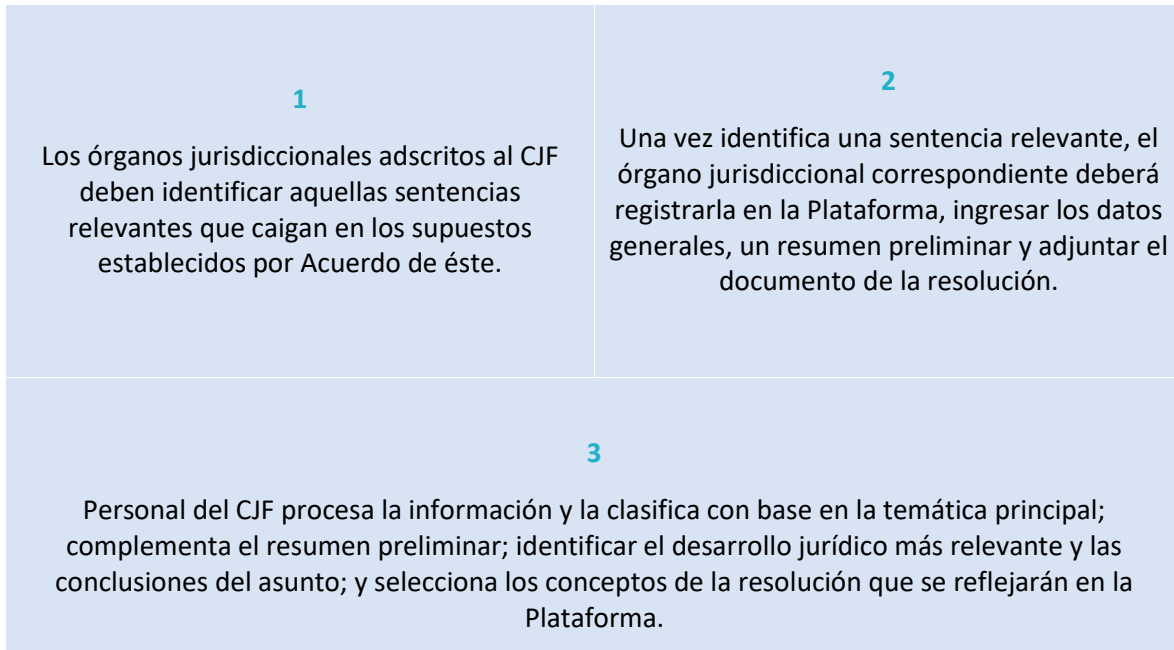 1
Los órganos jurisdiccionales adscritos al CJF
deben identificar aquellas sentencias
relevantes que caigan en los supuestos
establecidos por Acuerdo de éste.
2
Una vez identifica una sentencia relevante, el
órgano jurisdiccional correspondiente deberá
registrarla en la Plataforma, ingresar los datos
generales, un resumen preliminar y adjuntar el
documento de la resolución.
3
Personal del CJF procesa la información y la clasifica con base en la temática principal;
complementa el resumen preliminar; identificar el desarrollo jurídico más relevante y las
conclusiones del asunto; y selecciona los conceptos de la resolución que se reflejarán en la
Plataforma.